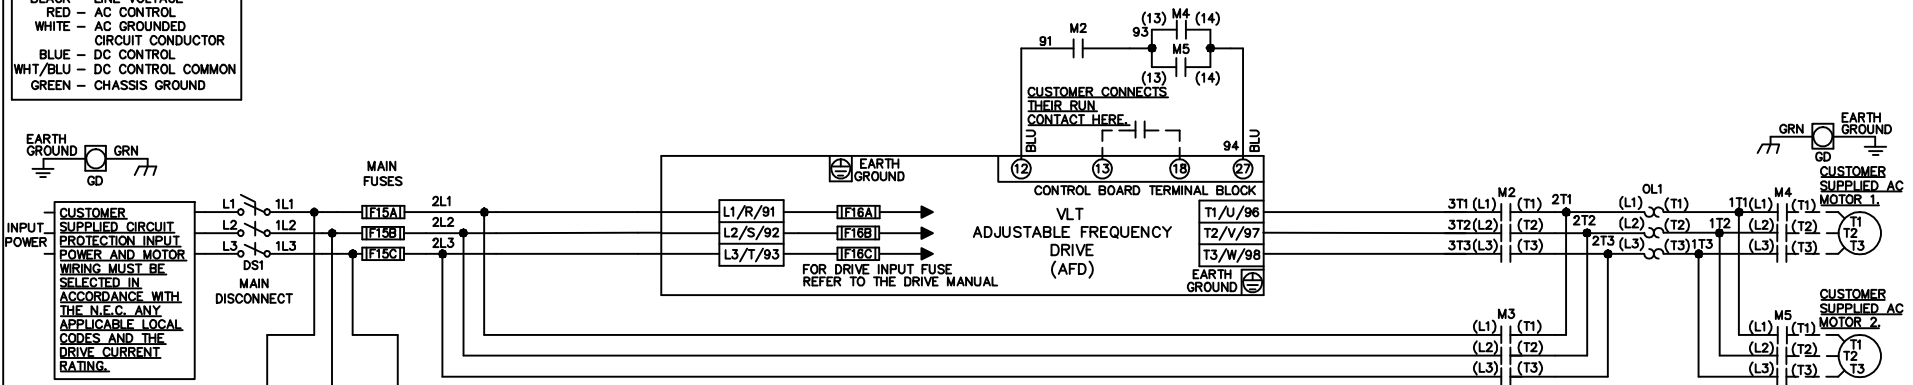 BLACK – LINE VOLTAGE
RED – AC CONTROL
WHITE – AC GROUNDED
CIRCUIT CONDUCTOR
BLUE – DC CONTROL
WHT/BLU – DC CONTROL COMMON
GREEN – CHASSIS GROUND
EARTH
GROUND
GRN
GD
INPUT
POWER
CUSTOMER
SUPPLIED CIRCUIT
PROTECTION INPUT
POWER AND MOTOR
WIRING MUST BE
SELECTED IN
ACCORDANCE WITH
THE N.E.C. ANY
APPLICABLE LOCAL
CODES AND THE
DRIVE CURRENT
RATING.
L1 1L1
L2 1L2
L3 1L3
DS1
MAIN
DISCONNECT
MAIN
FUSES
F15A
F15B
F15C
2L1
2L2
2L3
L1/R/91
L2/S/92
L3/T/93
F16A
F16B
F16C
FOR DRIVE INPUT FUSE
REFER TO THE DRIVE MANUAL
EARTH
GROUND
91 M2 93
(13) M4 (14)
M5
(13) (14)
CUSTOMER CONNECTS
THEIR RUN
CONTACT HERE.
BLU
94 BLU
12 13 18 27
CONTROL BOARD TERMINAL BLOCK
VLT
ADJUSTABLE FREQUENCY
DRIVE
(AFD)
T1/U/96
T2/V/97
T3/W/98
EARTH
GROUND
M2
3T1 (L1) (T1) 2T1
3T2 (L2) (T2) 2T2
3T3 (L3) (T3) 2T3
M3
(L1) (T1)
(L2) (T2)
(L3) (T3)
OL1
(L1) (T1) 1T1
(L2) (T2) 1T2
(L3) (T3) 1T3
GRN
GD
EARTH
GROUND
M4
(L1) (T1)
(L2) (T2)
(L3) (T3)
CUSTOMER
SUPPLIED AC
MOTOR 1.
T1
T2
T3
M5
(L1) (T1)
(L2) (T2)
(L3) (T3)
CUSTOMER
SUPPLIED AC
MOTOR 2.
T1
T2
T3